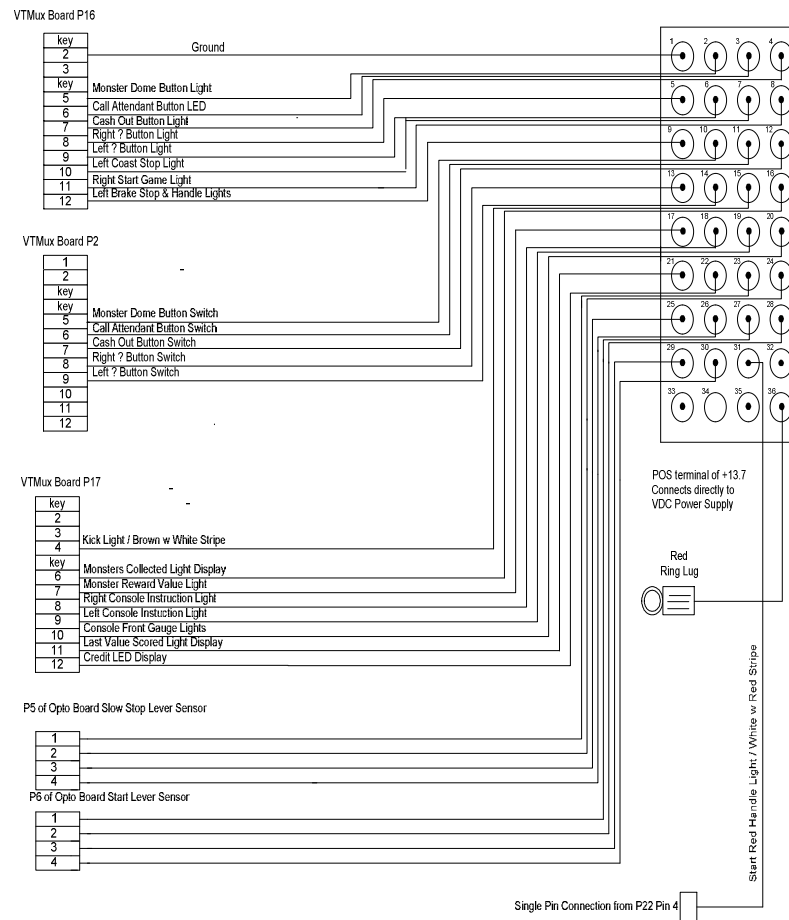 VTMux Board P16
key
2 Ground
3
key
5 Monster Dome Button Light
6 Call Attendant Button LED
7 Cash Out Button Light
8 Right ? Button Light
9 Left ? Button Light
10 Left Coast Stop Light
11 Right Start Game Light
12 Left Brake Stop & Handle Lights
VTMux Board P2
1
2
key
key
5 Monster Dome Button Switch
6 Call Attendant Button Switch
7 Cash Out Button Switch
8 Right ? Button Switch
9 Left ? Button Switch
10
11
12
VTMux Board P17
key
2
3
4 Kick Light / Brown w White Stripe
key
6 Monsters Collected Light Display
7 Monster Reward Value Light
8 Right Console Instruction Light
9 Left Console Instuction Light
10 Console Front Gauge Lights
11 Last Value Scored Light Display
12 Credit LED Display
P5 of Opto Board Slow Stop Lever Sensor
1
2
3
4
P6 of Opto Board Start Lever Sensor
1
2
3
4
1 2 3 4
5 6 7 8
9 10 11 12
13 14 15 16
17 18 19 20
21 22 23 24
25 26 27 28
29 30 31 32
33 34 35 36
POS terminal of +13.7
Connects directly to
VDC Power Supply
Red
Ring Lug
Start Red Handle Light / White w Red Stripe
Single Pin Connection from P22 Pin 4